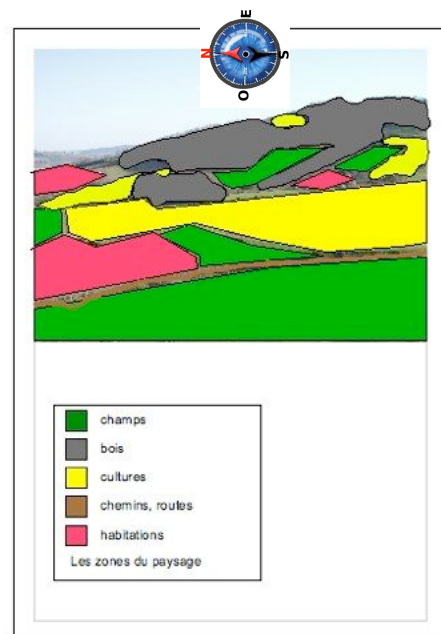 E
N
S
O
champs
bois
cultures
chemins, routes
habitations
Les zones du paysage